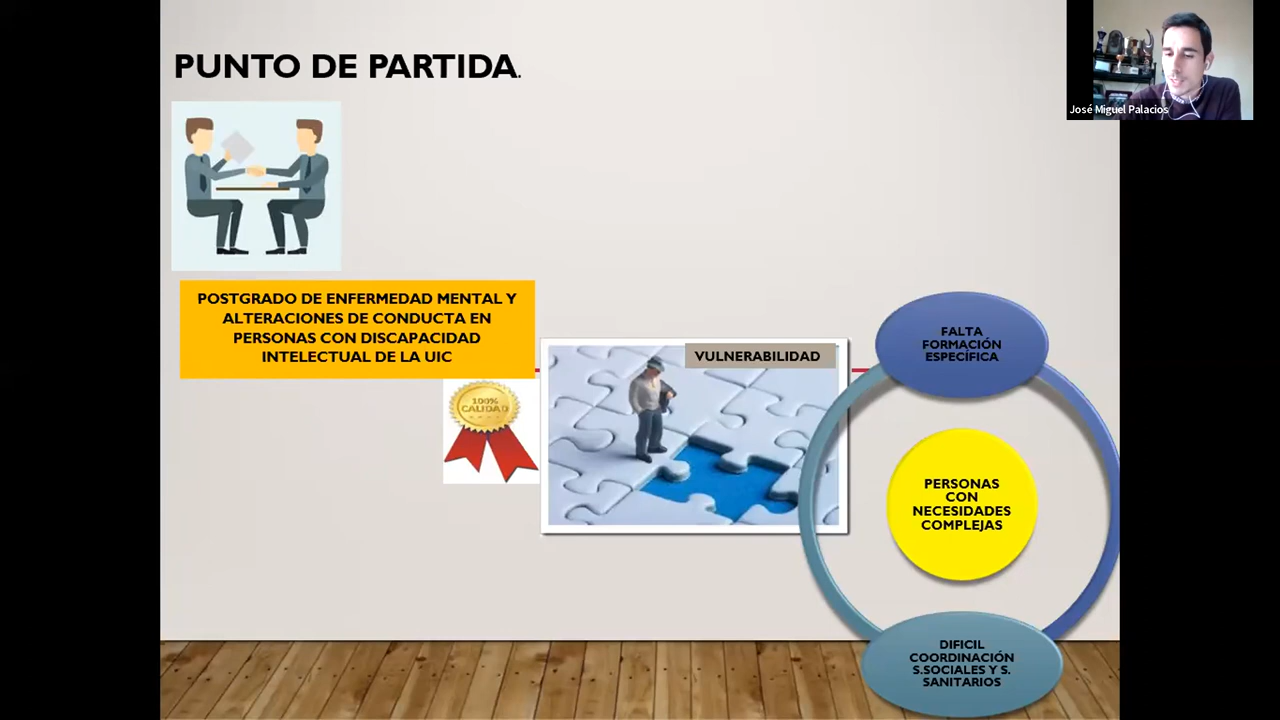 PUNTO DE PARTIDA.
José Miguel Palacios
POSTGRADO DE ENFERMEDAD MENTAL Y
ALTERACIONES DE CONDUCTA EN
PERSONAS CON DISCAPACIDAD
INTELECTUAL DE LA UIC
100%
CALIDAD
VULNERABILIDAD
FALTA
FORMACIÓN
ESPECÍFICA
PERSONAS
CON
NECESIDADES
COMPLEJAS
DIFICIL
COORDINACIÓN
S.SOCIALES Y S.
SANITARIOS